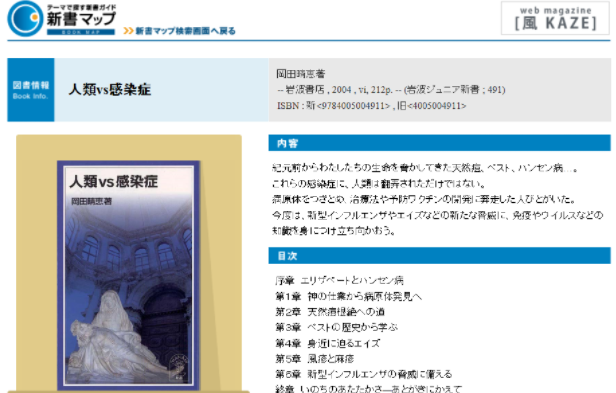 テーマで探す新書ガイド
新書マップ
BOOK MAP
>>新書マップ検索画面へ戻る
web magazine
[風 KAZE]
図書情報
Book Info.
人類vs感染症
岡田晴恵著
-- 岩波書店 , 2004 , vi, 212p. -- (岩波ジュニア新書 ; 491)
ISBN : 新<9784005004911> , 旧<4005004911>
人類vs感染症
岡田晴恵著
内容
紀元前からわたしたちの生命を脅かしてきた天然痘、ペスト、ハンセン病…。
これらの感染症に、人類は翻弄されただけではない。
病原体をつきとめ、治療法や予防ワクチンの開発に奔走した人びとがいた。
今度は、新型インフルエンザやエイズなどの新たな脅威に、免疫やウイルスなどの
知識を身につけ立ち向かおう。
目次
序章 エリザベートとハンセン病
第1章 神の仕業から病原体発見へ
第2章 天然痘根絶への道
第3章 ペストの歴史から学ぶ
第4章 身近に迫るエイズ
第5章 風疹と麻疹
第6章 新型インフルエンザの脅威に備える
終章 いのちのあたたかさ―あとがきにかえて